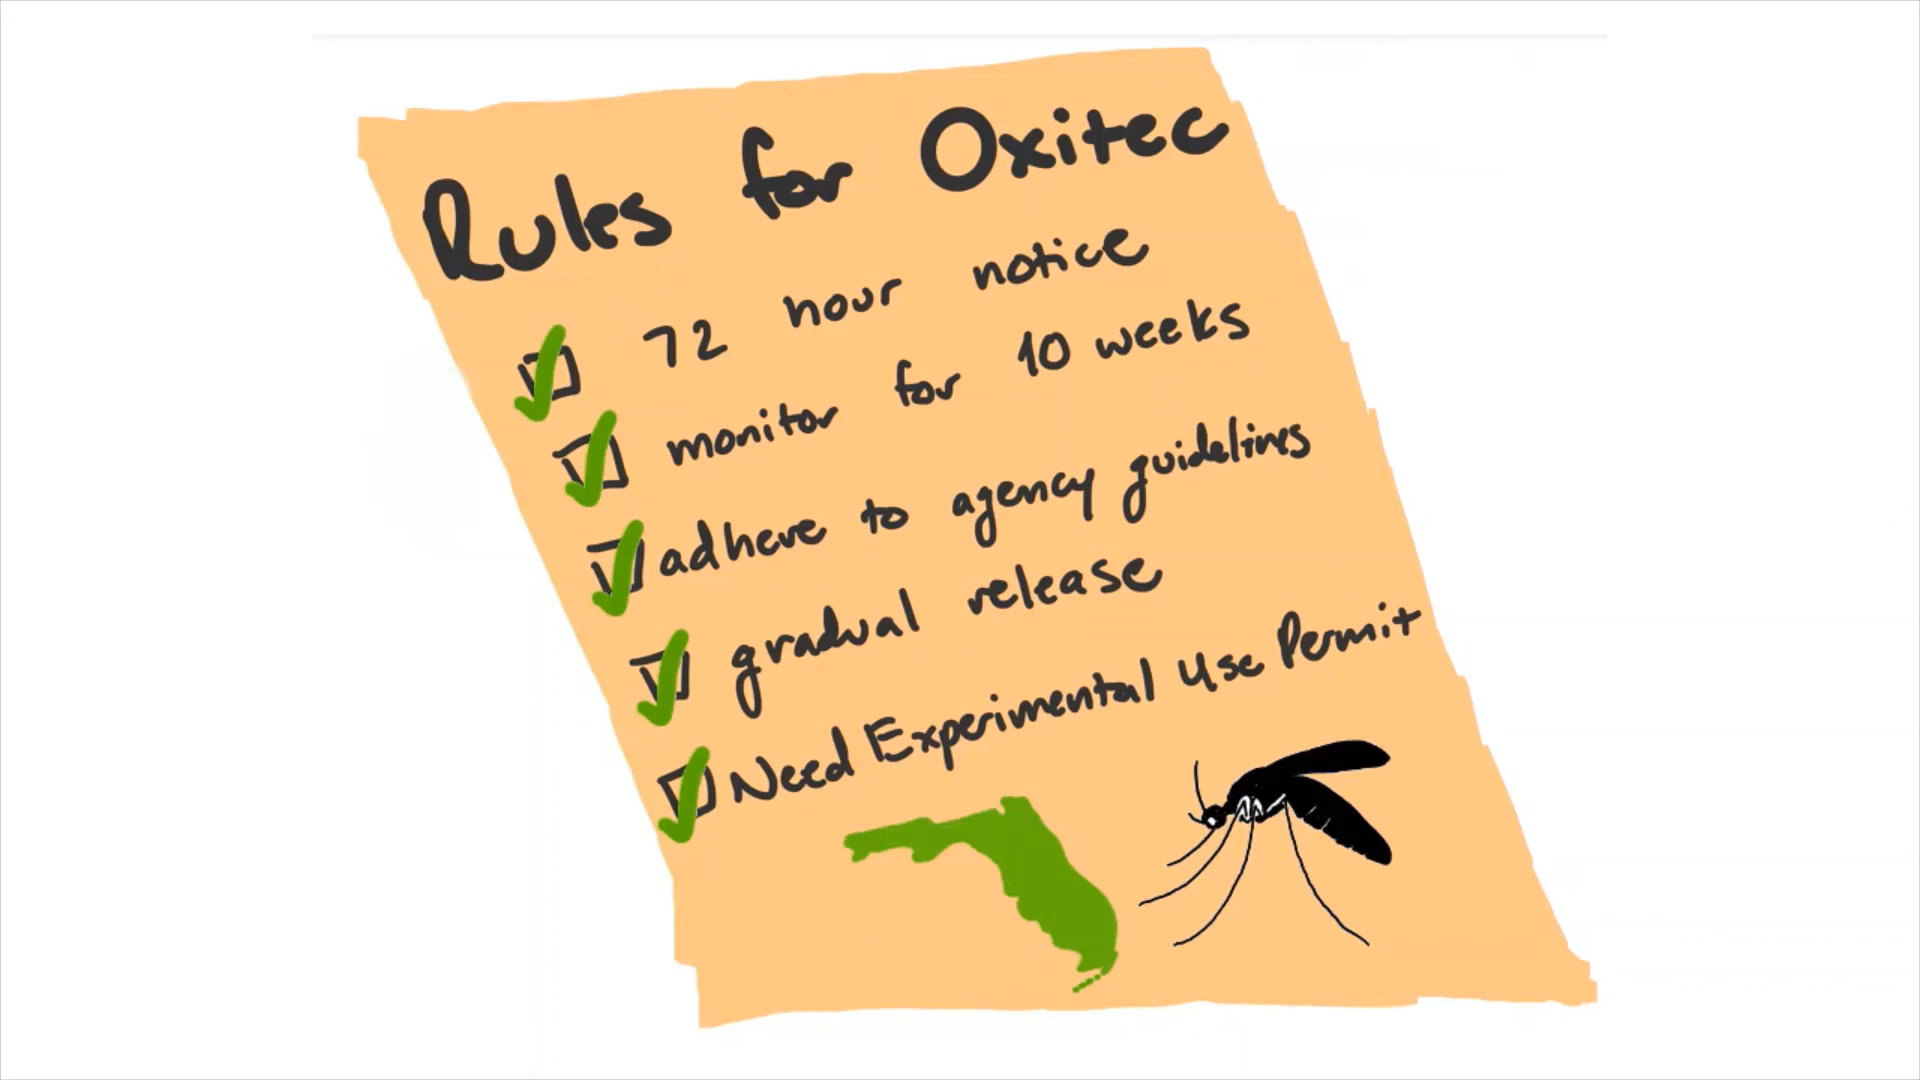 Rules for Oxitec
72 hour notice
monitor for 10 weeks
adhere to agency guidelines
gradual release
Need Experimental Use Permit